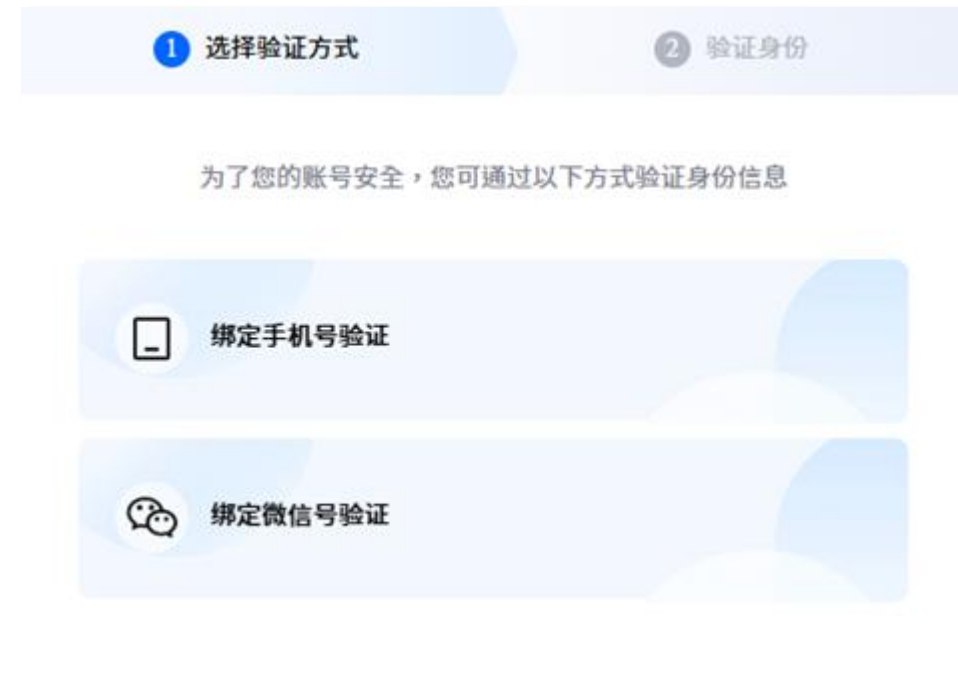 1 选择验证方式
2 验证身份
为了您的账号安全，您可通过以下方式验证身份信息
绑定手机号验证
绑定微信号验证